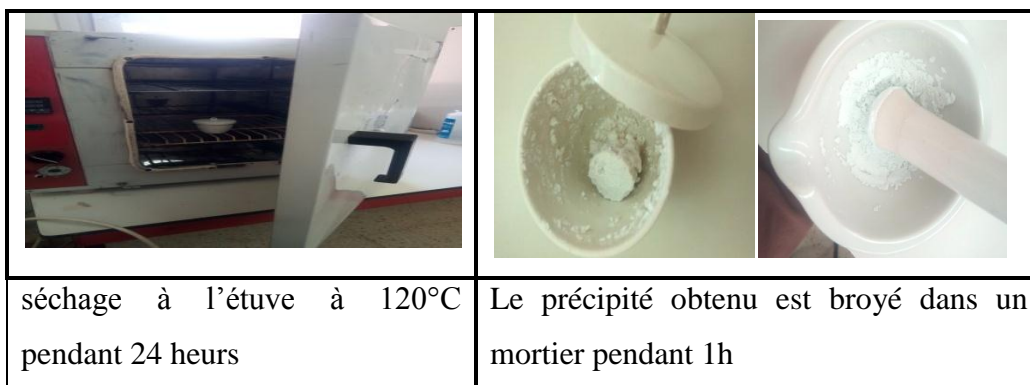 séchage à l’étuve à 120°C
pendant 24 heurs
Le précipité obtenu est broyé dans un
mortier pendant 1h